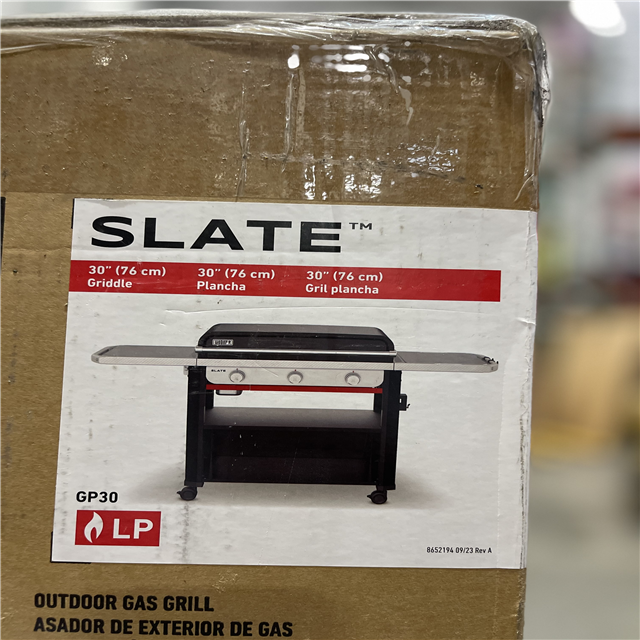 SLATE™
30" (76 cm) 30" (76 cm) 30" (76 cm)
Griddle Plancha Gril plancha
SLATE
GP30
LP
8652194 09/23 Rev A
OUTDOOR GAS GRILL
ASADOR DE EXTERIOR DE GAS